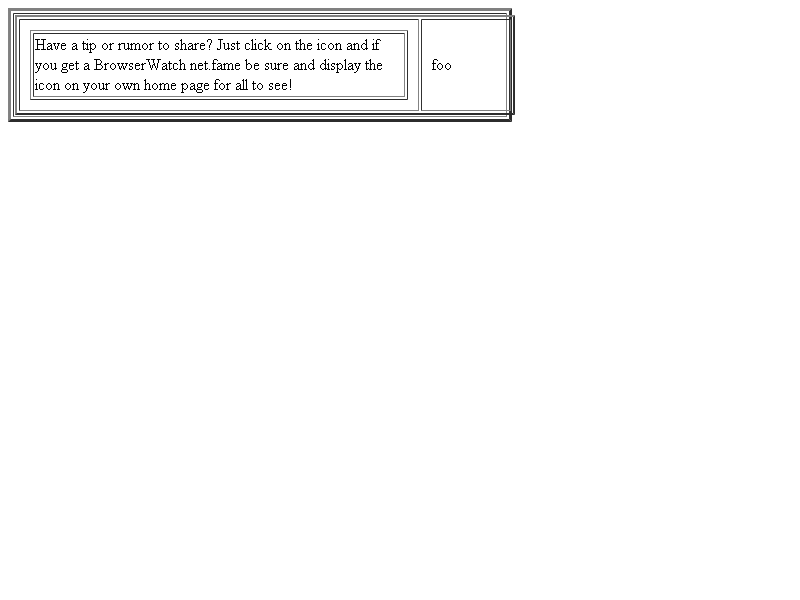 Have a tip or rumor to share? Just click on the icon and if
you get a BrowserWatch net.fame be sure and display the
icon on your own home page for all to see!
foo